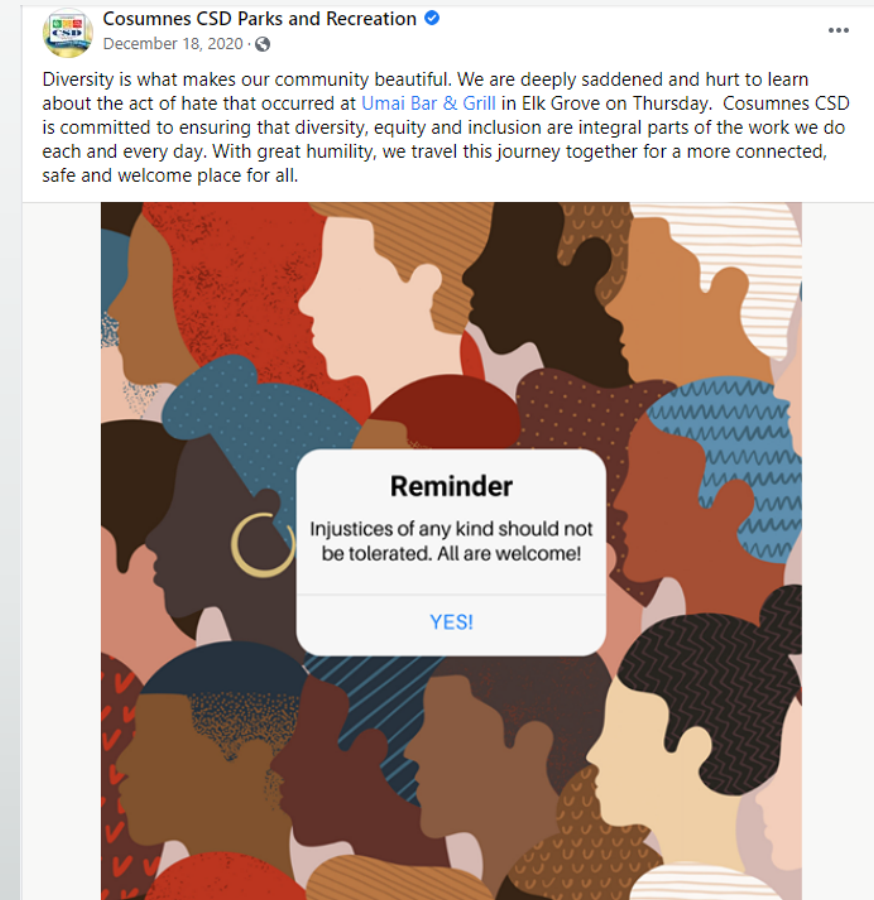 Cosumnes CSD Parks and Recreation
December 18, 2020 ·
Diversity is what makes our community beautiful. We are deeply saddened and hurt to learn
about the act of hate that occurred at Umai Bar & Grill in Elk Grove on Thursday.  Cosumnes CSD
is committed to ensuring that diversity, equity and inclusion are integral parts of the work we do
each and every day. With great humility, we travel this journey together for a more connected,
safe and welcome place for all.
Reminder
Injustices of any kind should not
be tolerated. All are welcome!
YES!